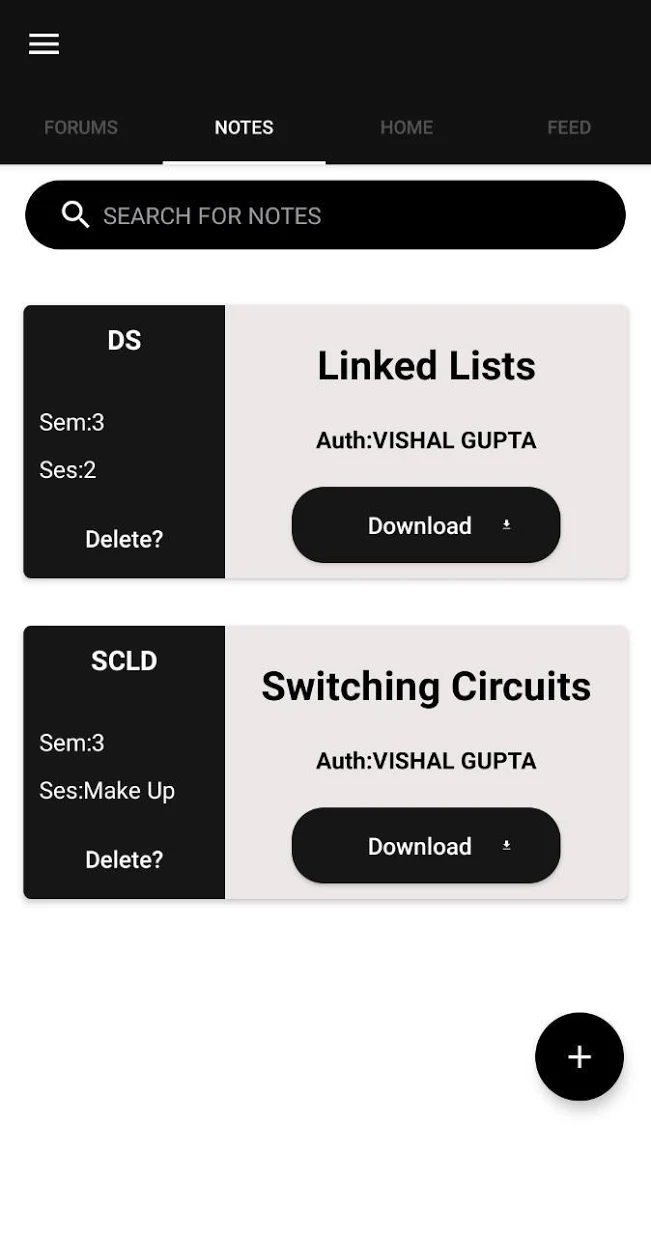 FORUMS NOTES HOME FEED
SEARCH FOR NOTES
DS
Sem:3
Ses:2
Delete?
Linked Lists
Auth:VISHAL GUPTA
Download
SCLD
Sem:3
Ses:Make Up
Delete?
Switching Circuits
Auth:VISHAL GUPTA
Download